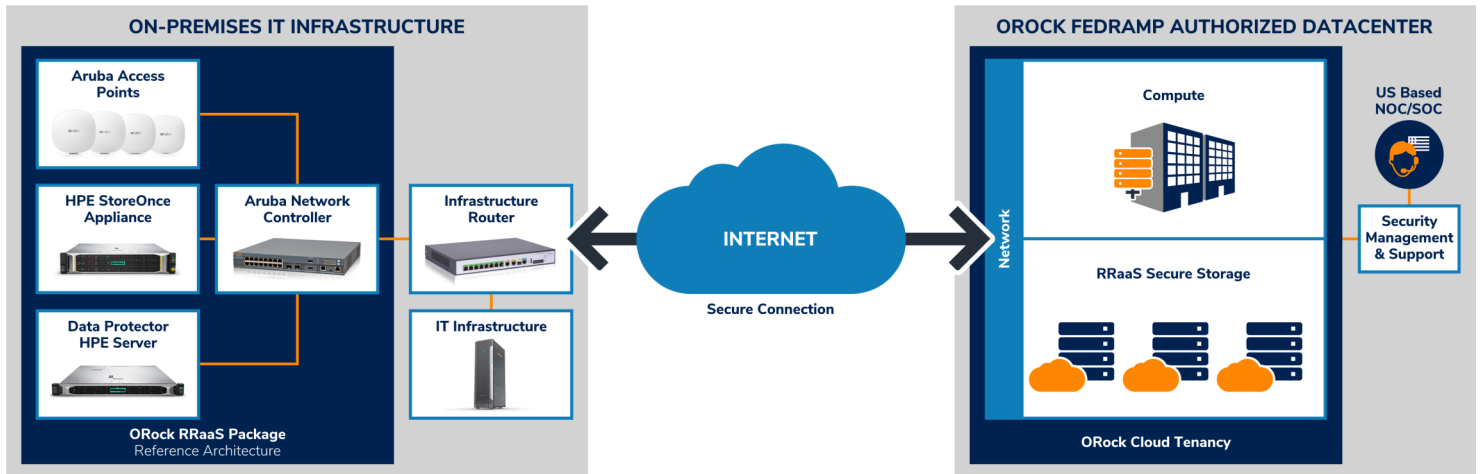 ON-PREMISES IT INFRASTRUCTURE
Aruba Access
Points
HPE StoreOnce
Appliance
Data Protector
HPE Server
Aruba Network
Controller
ORock RRaaS Package
Reference Architecture
Infrastructure
Router
IT Infrastructure
INTERNET
Secure Connection
OROCK FEDRAMP AUTHORIZED DATACENTER
Network
Compute
RRaaS Secure Storage
ORock Cloud Tenancy
US Based
NOC/SOC
Security
Management
& Support